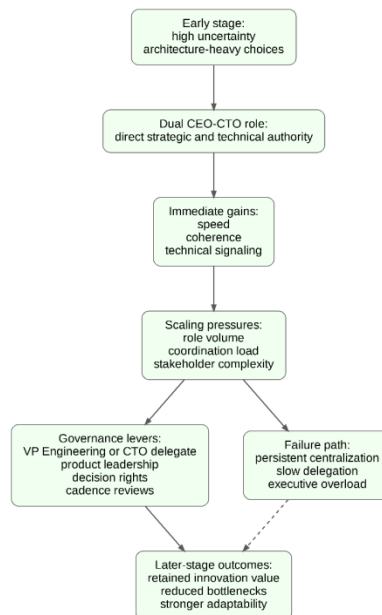 Early stage:
high uncertainty
architecture-heavy choices
Dual CEO-CTO role:
direct strategic and technical authority
Immediate gains:
speed
coherence
technical signaling
Scaling pressures:
role volume
coordination load
stakeholder complexity
Governance levers:
VP Engineering or CTO delegate
product leadership
decision rights
cadence reviews
Failure path:
persistent centralization
slow delegation
executive overload
Later-stage outcomes:
retained innovation value
reduced bottlenecks
stronger adaptability